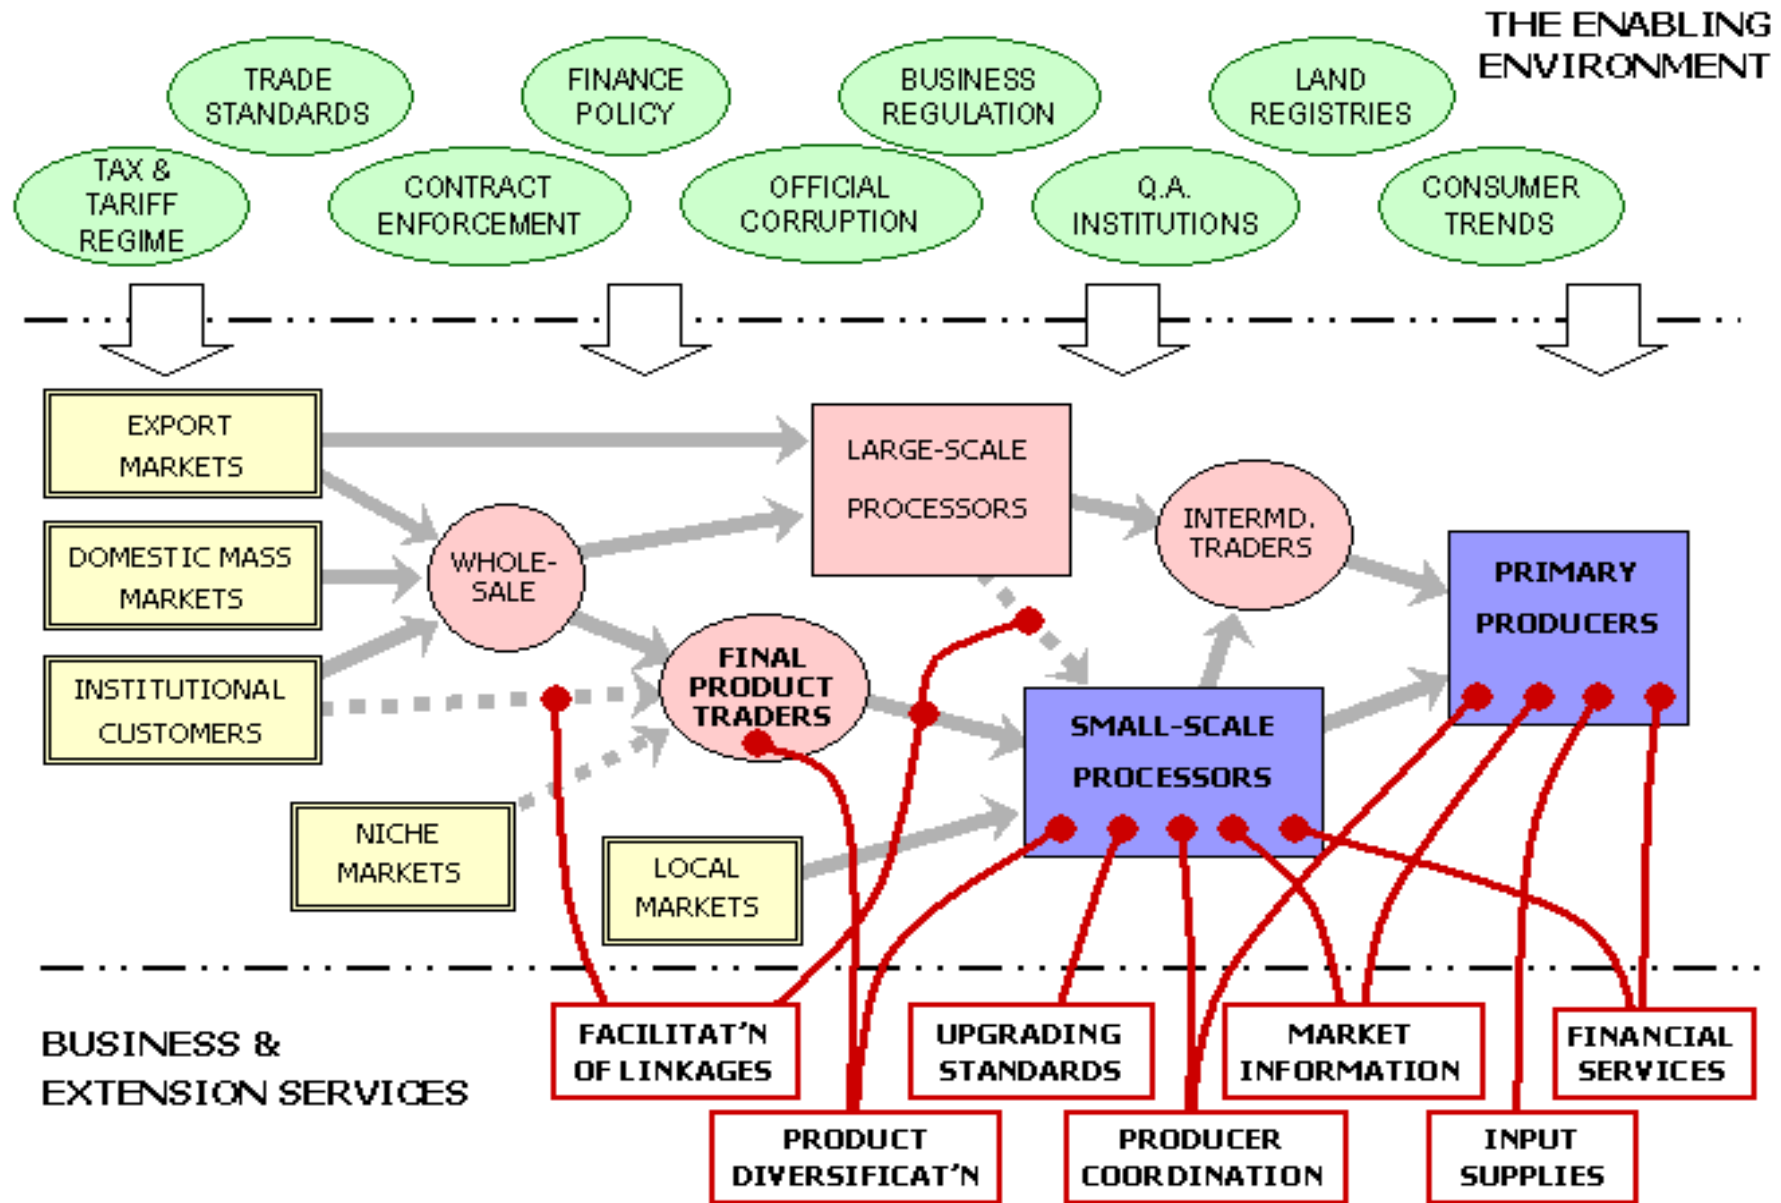 THE ENABLING
ENVIRONMENT
TRADE
STANDARDS
FINANCE
POLICY
BUSINESS
REGULATION
LAND
REGISTRIES
TAX &
TARIFF
REGIME
CONTRACT
ENFORCEMENT
OFFICIAL
CORRUPTION
Q.A.
INSTITUTIONS
CONSUMER
TRENDS
EXPORT
MARKETS
LARGE-SCALE
PROCESSORS
INTERMD.
TRADERS
DOMESTIC MASS
MARKETS
WHOLE-
SALE
PRIMARY
PRODUCERS
INSTITUTIONAL
CUSTOMERS
FINAL
PRODUCT
TRADERS
SMALL-SCALE
PROCESSORS
NICHE
MARKETS
LOCAL
MARKETS
BUSINESS &
EXTENSION SERVICES
FACILITAT'N
OF LINKAGES
UPGRADING
STANDARDS
MARKET
INFORMATION
FINANCIAL
SERVICES
PRODUCT
DIVERSIFICAT'N
PRODUCER
COORDINATION
INPUT
SUPPLIES